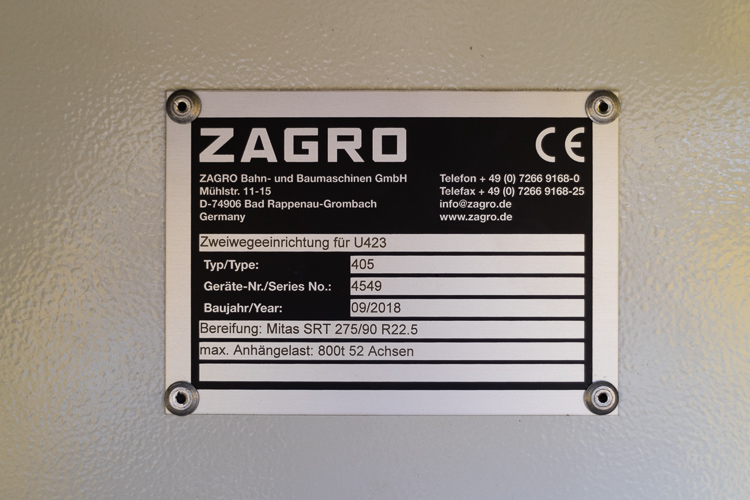 ZAGRO CE
ZAGRO Bahn- und Baumaschinen GmbH
Mühlstr. 11-15
D-74906 Bad Rappenau-Grombach
Germany
Telefon + 49 (0) 7266 9168-0
Telefax + 49 (0) 7266 9168-25
info@zagro.de
www.zagro.de
Zweiwegeeinrichtung für U423
Typ/Type: 405
Geräte-Nr./Series No.: 4549
Baujahr/Year: 09/2018
Bereifung: Mitas SRT 275/90 R22.5
max. Anhängelast: 800t 52 Achsen